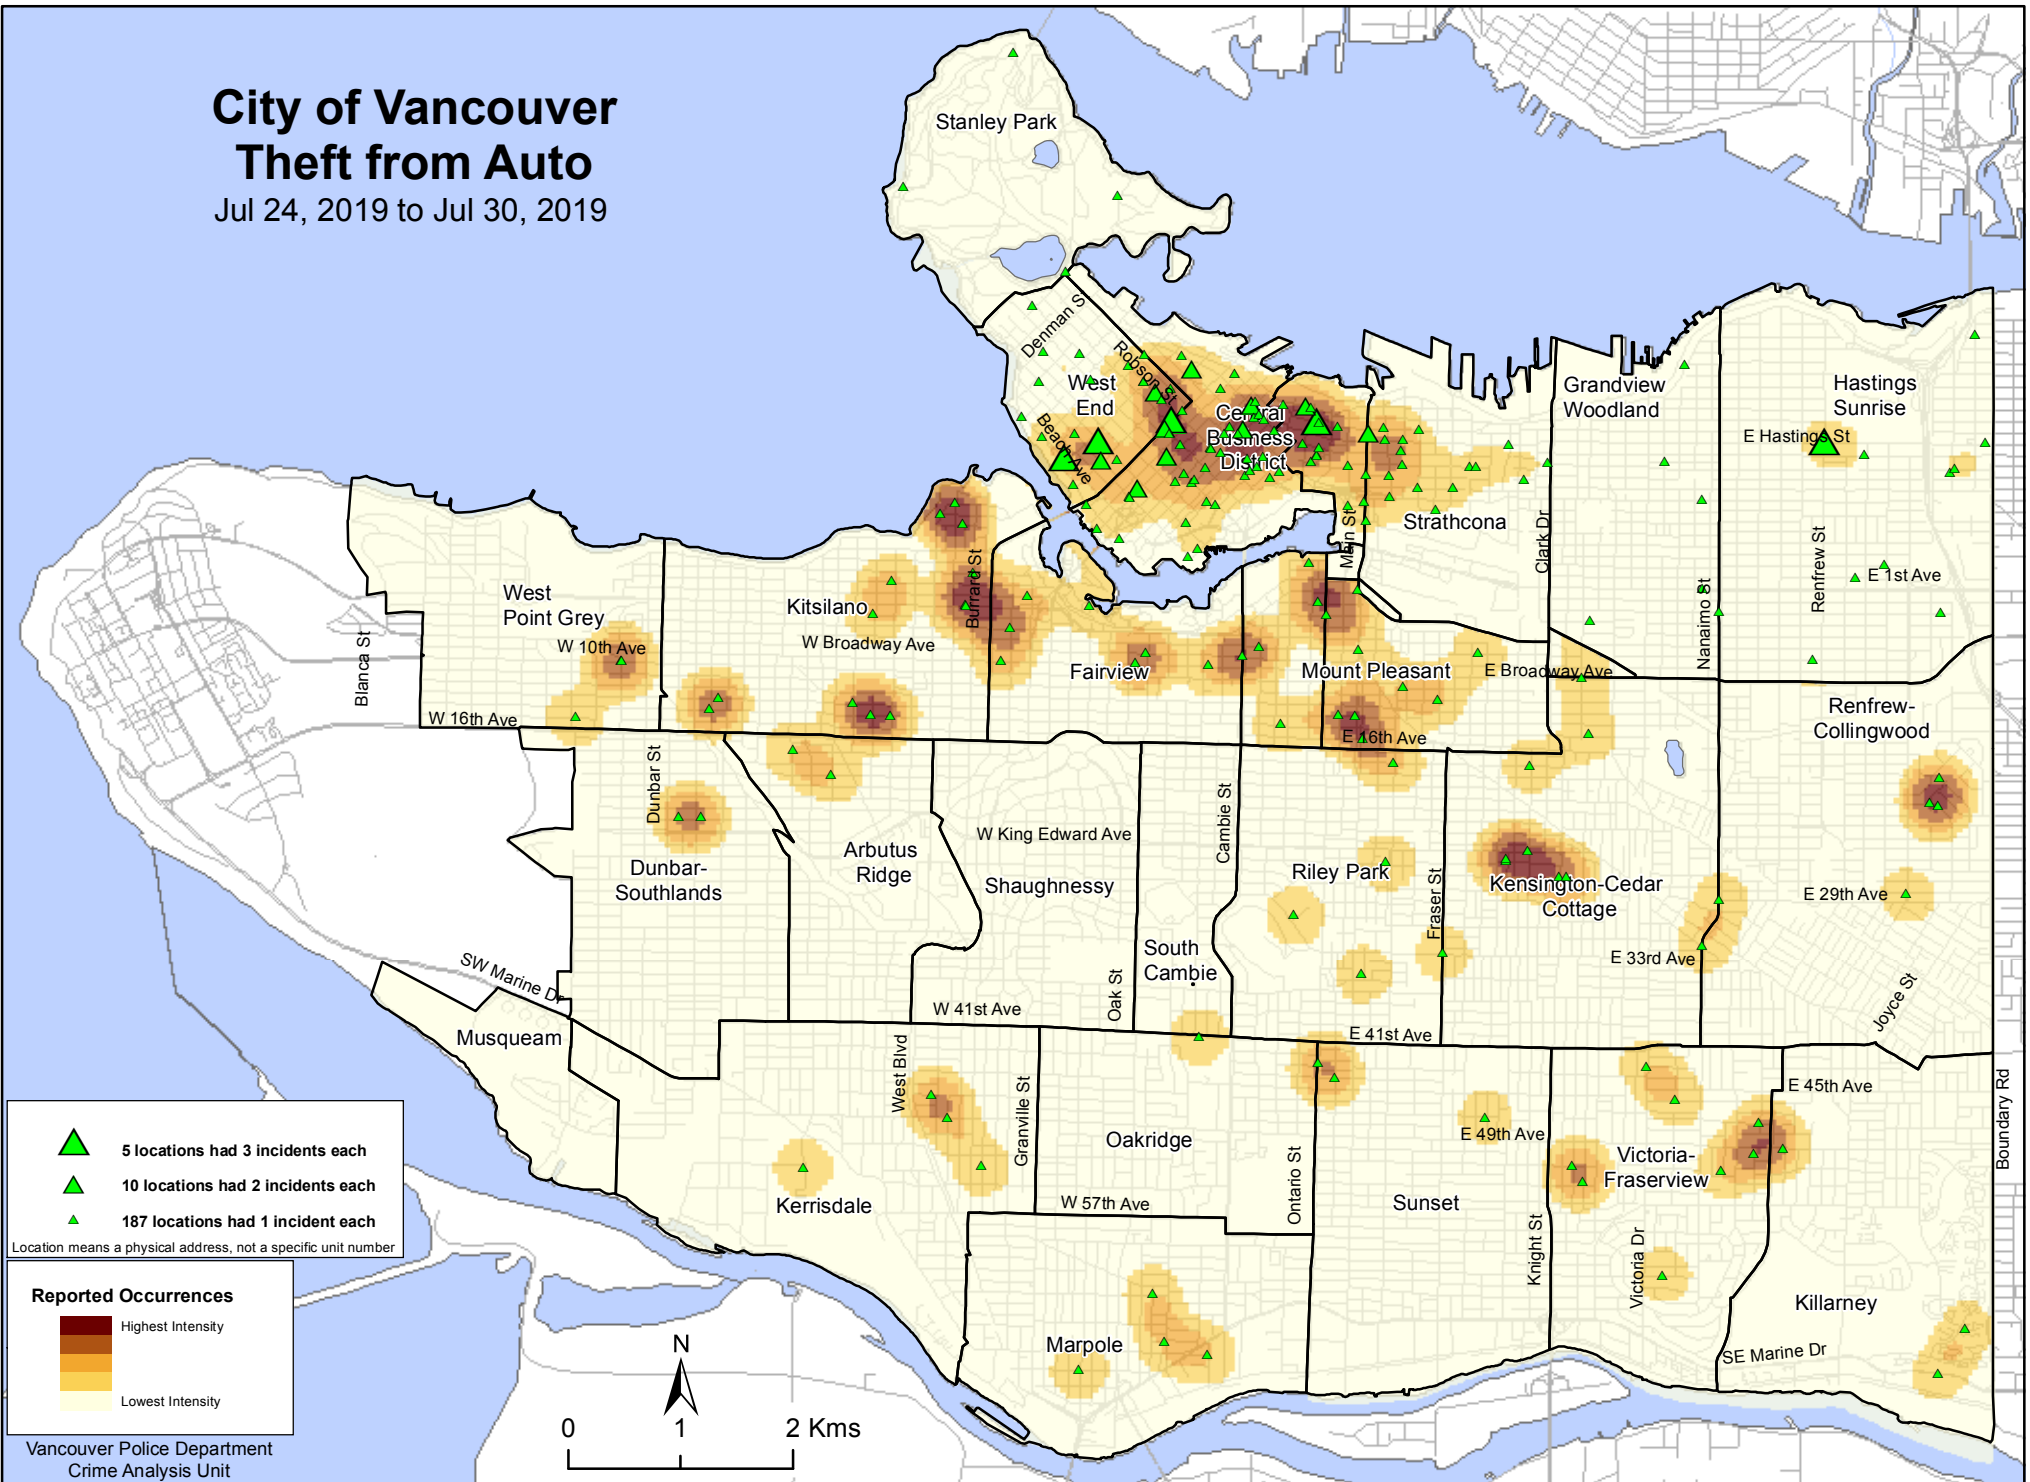 City of Vancouver
Theft from Auto
Jul 24, 2019 to Jul 30, 2019
Stanley Park
Denman S
Robson St
West
End
Beach Ave
Central
Business
District
Main St
Strathcona
Clark Dr
Grandview
Woodland
Nanaimo St
Hastings
Sunrise
E Hastings St
Renfrew St
E 1st Ave
West
Point Grey
Blanca St
W 10th Ave
W 16th Ave
Kitsilano
W Broadway Ave
Burrard St
Fairview
Mount Pleasant
E Broadway Ave
E 16th Ave
Renfrew-
Collingwood
Dunbar St
Dunbar-
Southlands
Arbutus
Ridge
W King Edward Ave
Shaughnessy
Cambie St
South
Cambie
Oak St
W 41st Ave
Riley Park
Fraser St
Kensington-Cedar
Cottage
E 29th Ave
E 33rd Ave
Joyce St
SW Marine Dr
Musqueam
E 41st Ave
West Blvd
Granville St
Kerrisdale
Oakridge
W 57th Ave
Ontario St
E 49th Ave
Sunset
Knight St
Victoria-
Fraserview
Victoria Dr
E 45th Ave
Boundary Rd
Killarney
SE Marine Dr
Marpole
5 locations had 3 incidents each
10 locations had 2 incidents each
187 locations had 1 incident each
Location means a physical address, not a specific unit number
Reported Occurrences
Highest Intensity
Lowest Intensity
Vancouver Police Department
Crime Analysis Unit
N
0 1 2 Kms